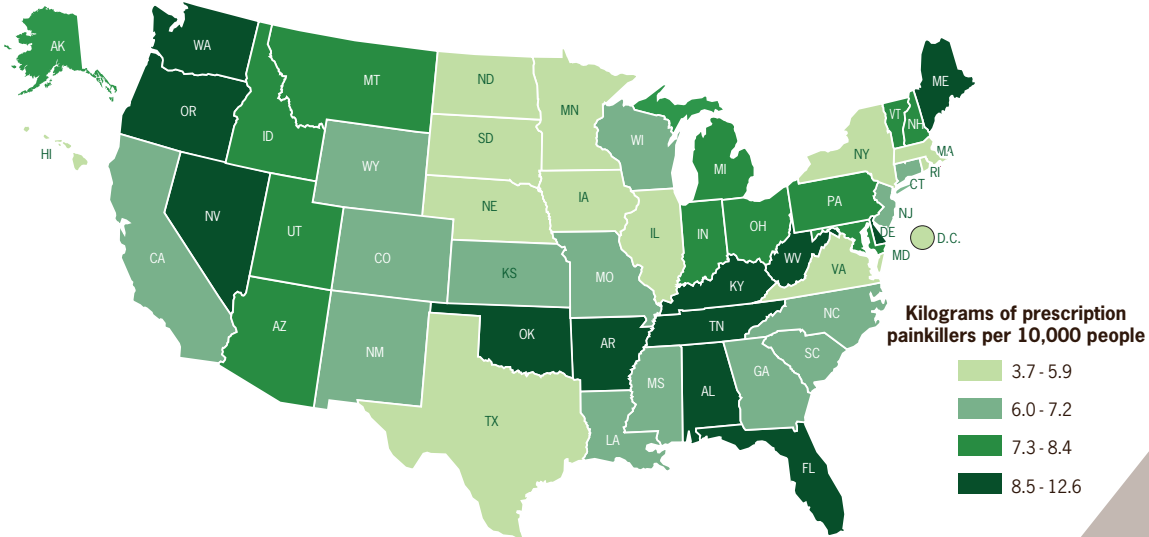 AK
WA
ME
MT
ND
OR
MN
VT
NH
ID
SD
WI
HI
NY
MA
WY
MI
RI
CT
IA
NE
PA
NV
NJ
UT
IL
IN
OH
DE
D.C.
CA
CO
WV
MD
KS
MO
VA
KY
NC
Kilograms of prescription
painkillers per 10,000 people
AZ
TN
OK
AR
NM
SC
3.7 - 5.9
MS
GA
AL
6.0 - 7.2
TX
LA
7.3 - 8.4
FL
8.5 - 12.6